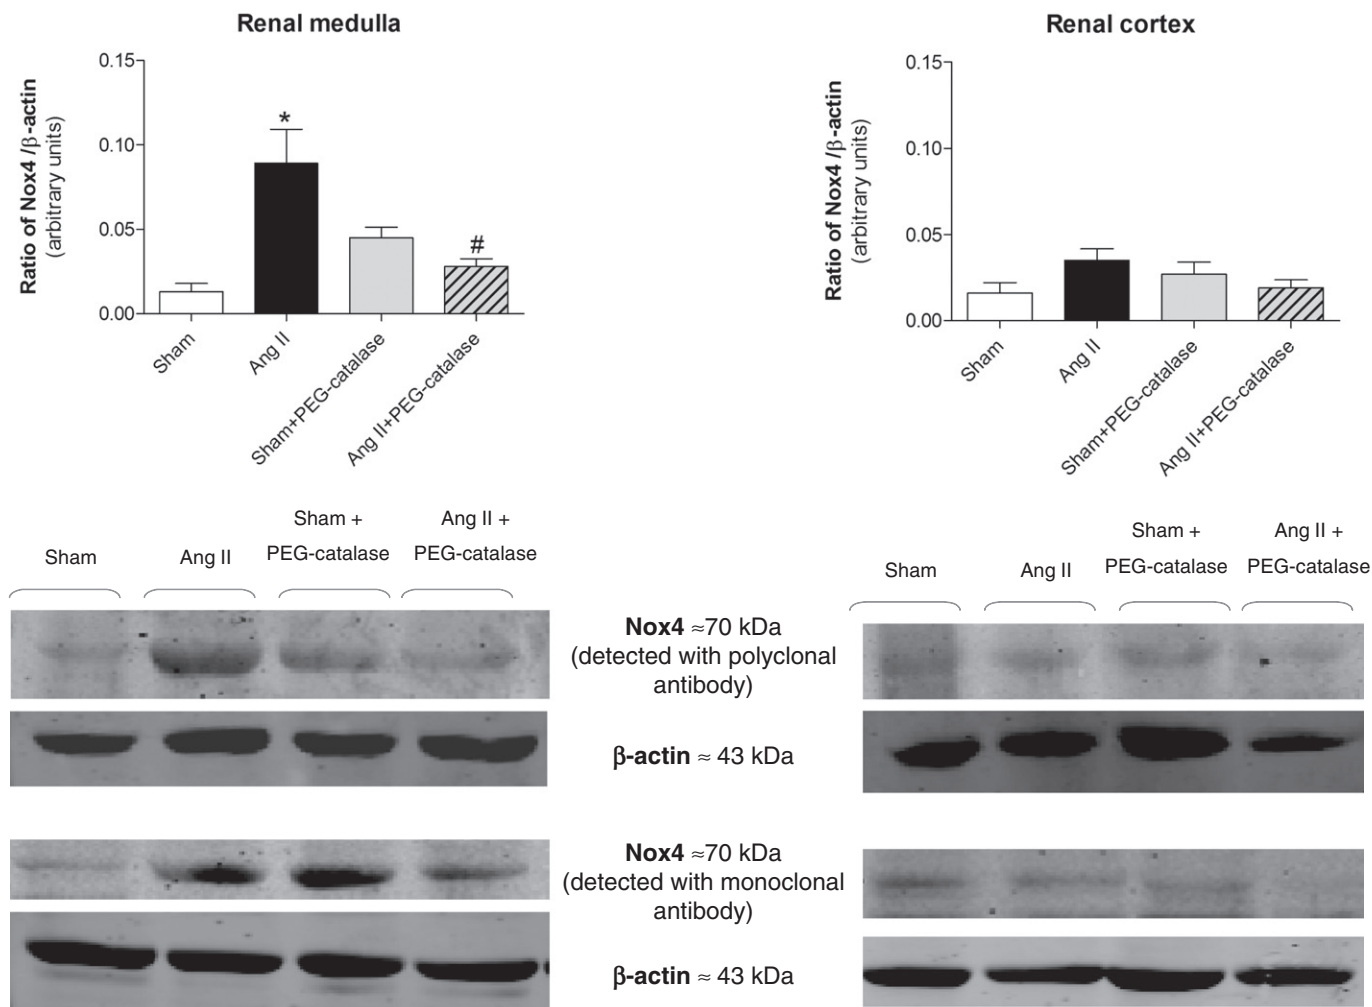 Renal medulla
Ratio of Nox4 /β-actin
(arbitrary units)
0.15
0.10
0.05
0.00
*
#
Sham
Ang II
Sham+PEG-catalase
Ang II+PEG-catalase
Renal cortex
Ratio of Nox4 /β-actin
(arbitrary units)
0.15
0.10
0.05
0.00
Sham
Ang II
Sham+PEG-catalase
Ang II+PEG-catalase
Sham
Ang II
Sham +
PEG-catalase
Ang II +
PEG-catalase
Sham
Ang II
Sham +
PEG-catalase
Ang II +
PEG-catalase
Nox4 ≈70 kDa
(detected with polyclonal
antibody)
β-actin ≈ 43 kDa
Nox4 ≈70 kDa
(detected with monoclonal
antibody)
β-actin ≈ 43 kDa